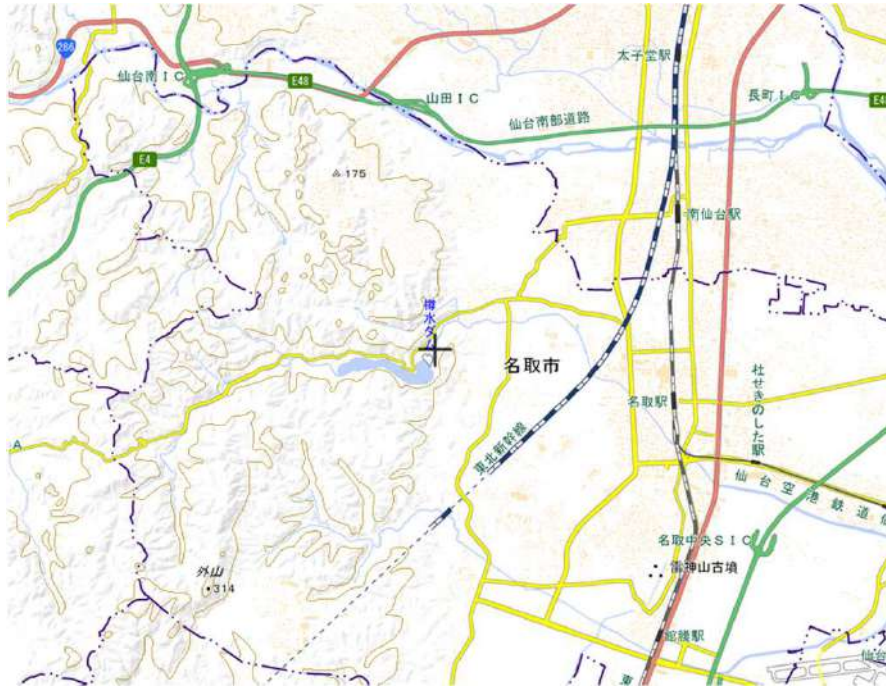 286
太子堂駅
仙台南IC
E48
山田IC
長町IC
E4
仙台南部道路
E4
175
南仙台駅
樽水ダム
名取市
杜せきのした駅
名取駅
東北新幹線
A
仙台空港鉄道
名取中央SIC
外山
雷神山古墳
314
館腰駅
仙台
東